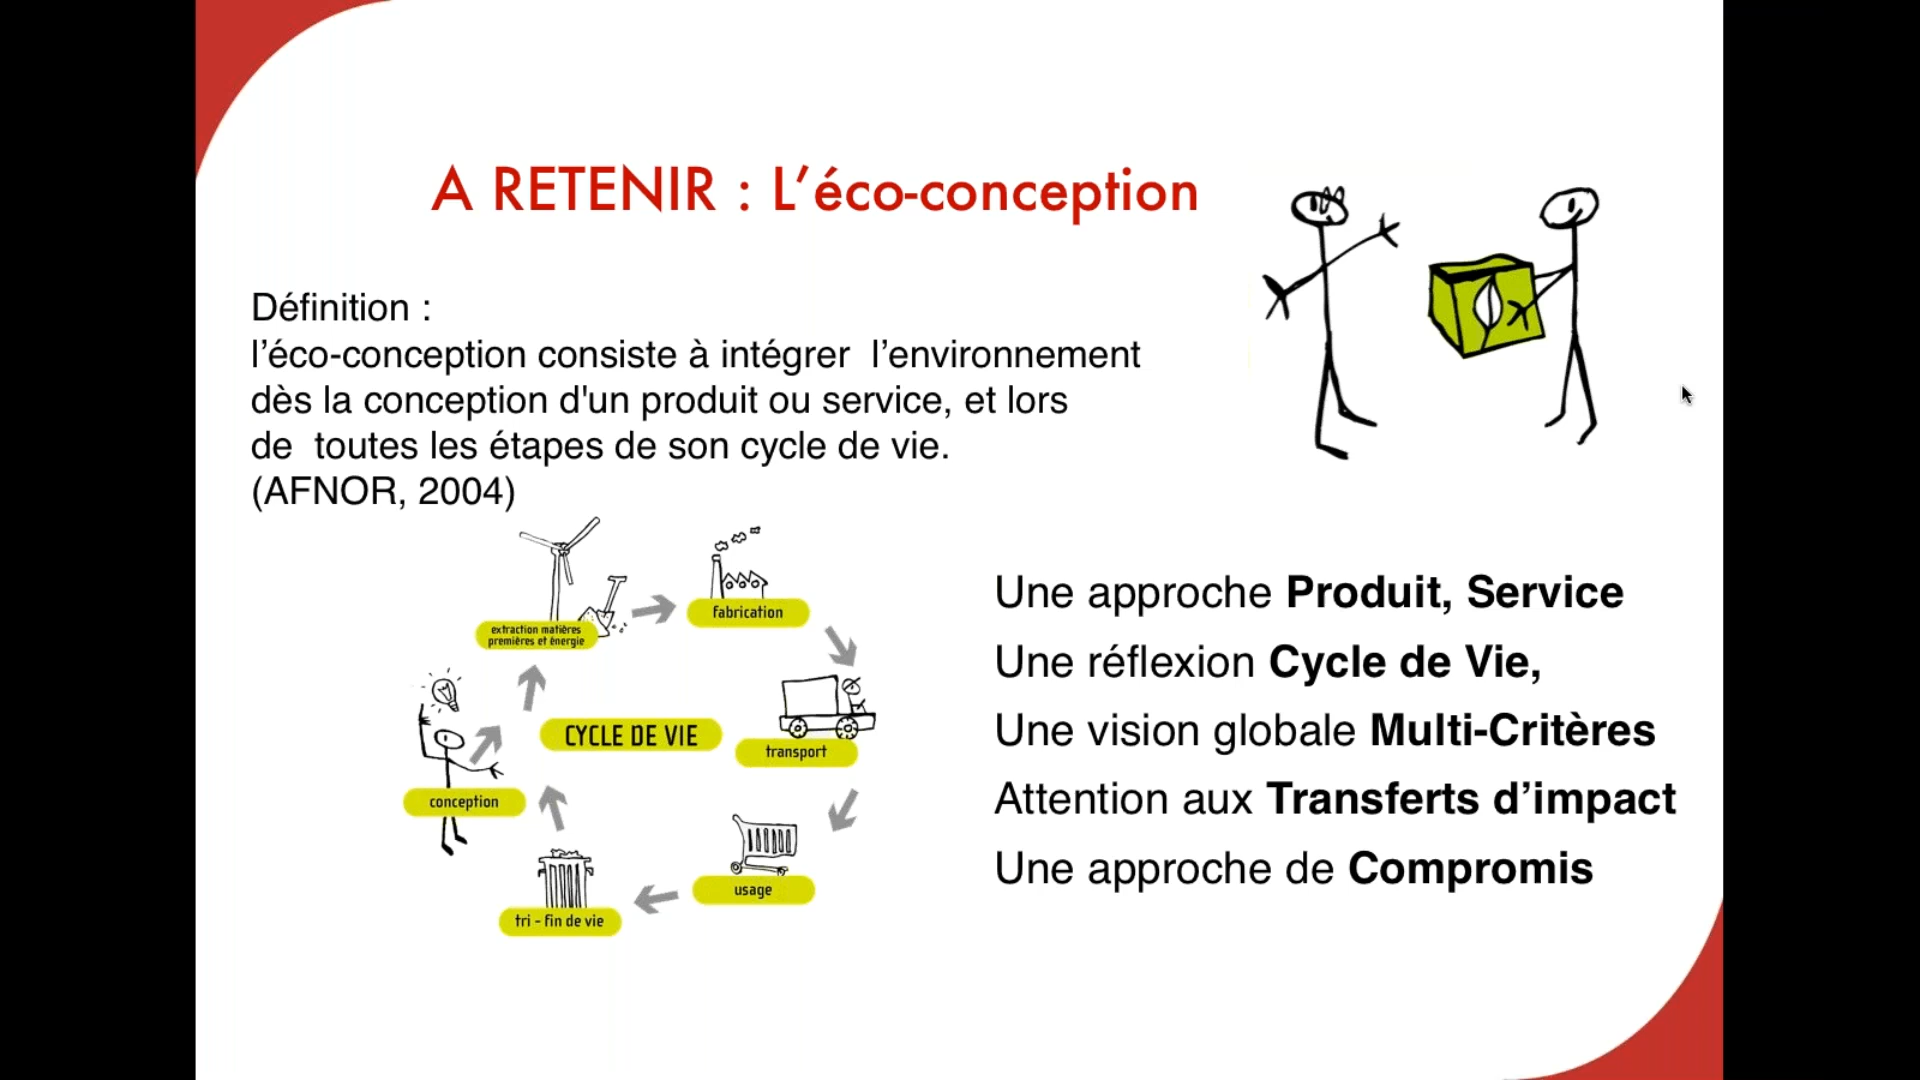 A RETENIR : L’éco-conception
Définition :
l’éco-conception consiste à intégrer  l’environnement
dès la conception d'un produit ou service, et lors
de  toutes les étapes de son cycle de vie.
(AFNOR, 2004)
extraction matières
premières et énergie
fabrication
CYCLE DE VIE
transport
conception
usage
tri - fin de vie
Une approche Produit, Service
Une réflexion Cycle de Vie,
Une vision globale Multi-Critères
Attention aux Transferts d’impact
Une approche de Compromis